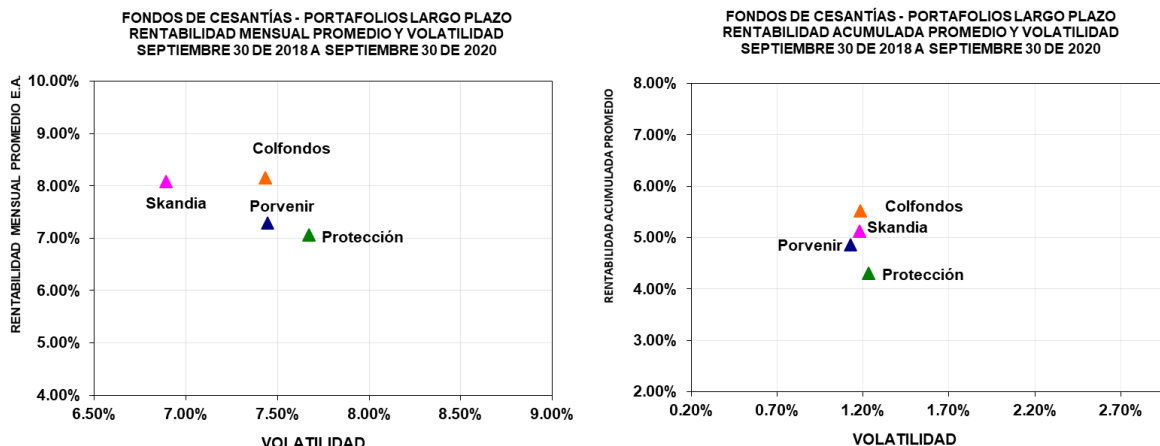 FONDOS DE CESANTÍAS - PORTAFOLIOS LARGO PLAZO
RENTABILIDAD MENSUAL PROMEDIO Y VOLATILIDAD
SEPTIEMBRE 30 DE 2018 A SEPTIEMBRE 30 DE 2020
RENTABILIDAD MENSUAL PROMEDIO E.A.
10.00%
9.00%
8.00%
7.00%
6.00%
5.00%
4.00%
Colfondos
Skandia
Porvenir
Protección
6.50% 7.00% 7.50% 8.00% 8.50% 9.00%
VOLATILIDAD
FONDOS DE CESANTÍAS - PORTAFOLIOS LARGO PLAZO
RENTABILIDAD ACUMULADA PROMEDIO Y VOLATILIDAD
SEPTIEMBRE 30 DE 2018 A SEPTIEMBRE 30 DE 2020
RENTABILIDAD ACUMULADA PROMEDIO
8.00%
7.00%
6.00%
5.00%
4.00%
3.00%
2.00%
Colfondos
Skandia
Porvenir
Protección
0.20% 0.70% 1.20% 1.70% 2.20% 2.70%
VOLATILIDAD